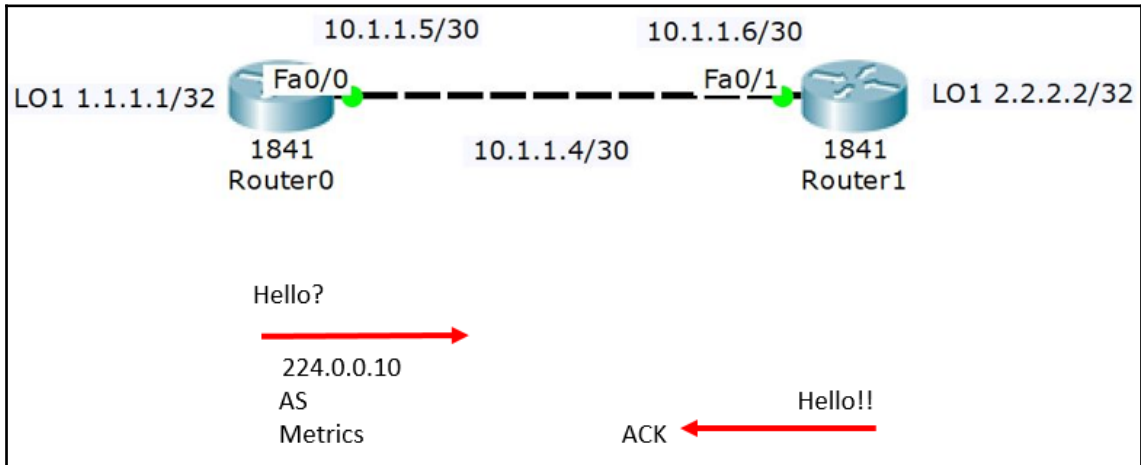 10.1.1.5/30
10.1.1.6/30
LO1 1.1.1.1/32
Fa0/0
Fa0/1
LO1 2.2.2.2/32
1841
Router0
10.1.1.4/30
1841
Router1
Hello?
224.0.0.10
AS
Metrics
Hello!!
ACK